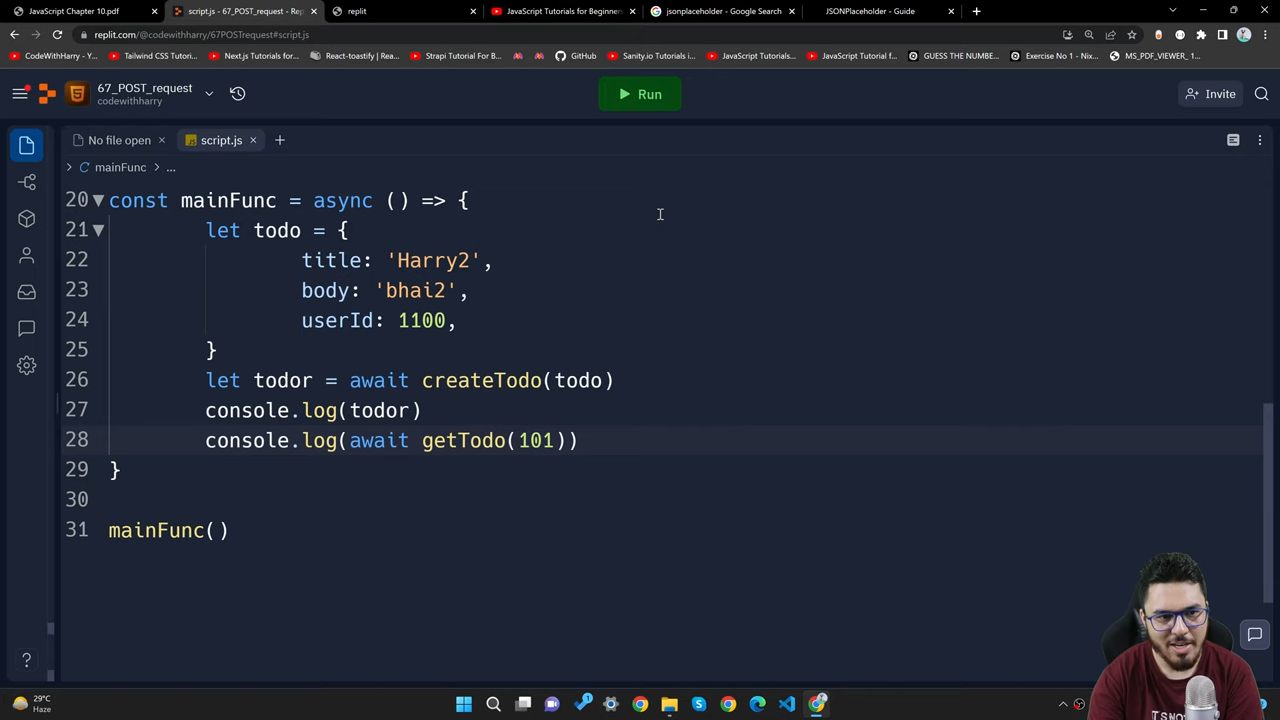 JavaScript Chapter 10.pdf
script.js - 67_POST_request - Rep
replit
JavaScript Tutorials for Beginner
jsonplaceholder - Google Search
JSONPlaceholder - Guide
replit.com/@codewithharry/67POSTrequest#script.js
CodeWithHarry - Y...
Tailwind CSS Tutori...
Next.js Tutorials for...
React-toastify | Rea...
Strapi Tutorial For B...
GitHub
Sanity.io Tutorials i...
JavaScript Tutorials...
JavaScript Tutorial f...
GUESS THE NUMBE...
Exercise No 1 - Nix...
MS_PDF_VIEWER_1...
67_POST_request
codewithharry
Run
Invite
No file open
script.js
mainFunc > ...
20 const mainFunc = async () => {
21 let todo = {
22 title: 'Harry2',
23 body: 'bhai2',
24 userId: 1100,
25 }
26 let todor = await createTodo(todo)
27 console.log(todor)
28 console.log(await getTodo(101))
29 }
30
31 mainFunc()
29°C
Haze